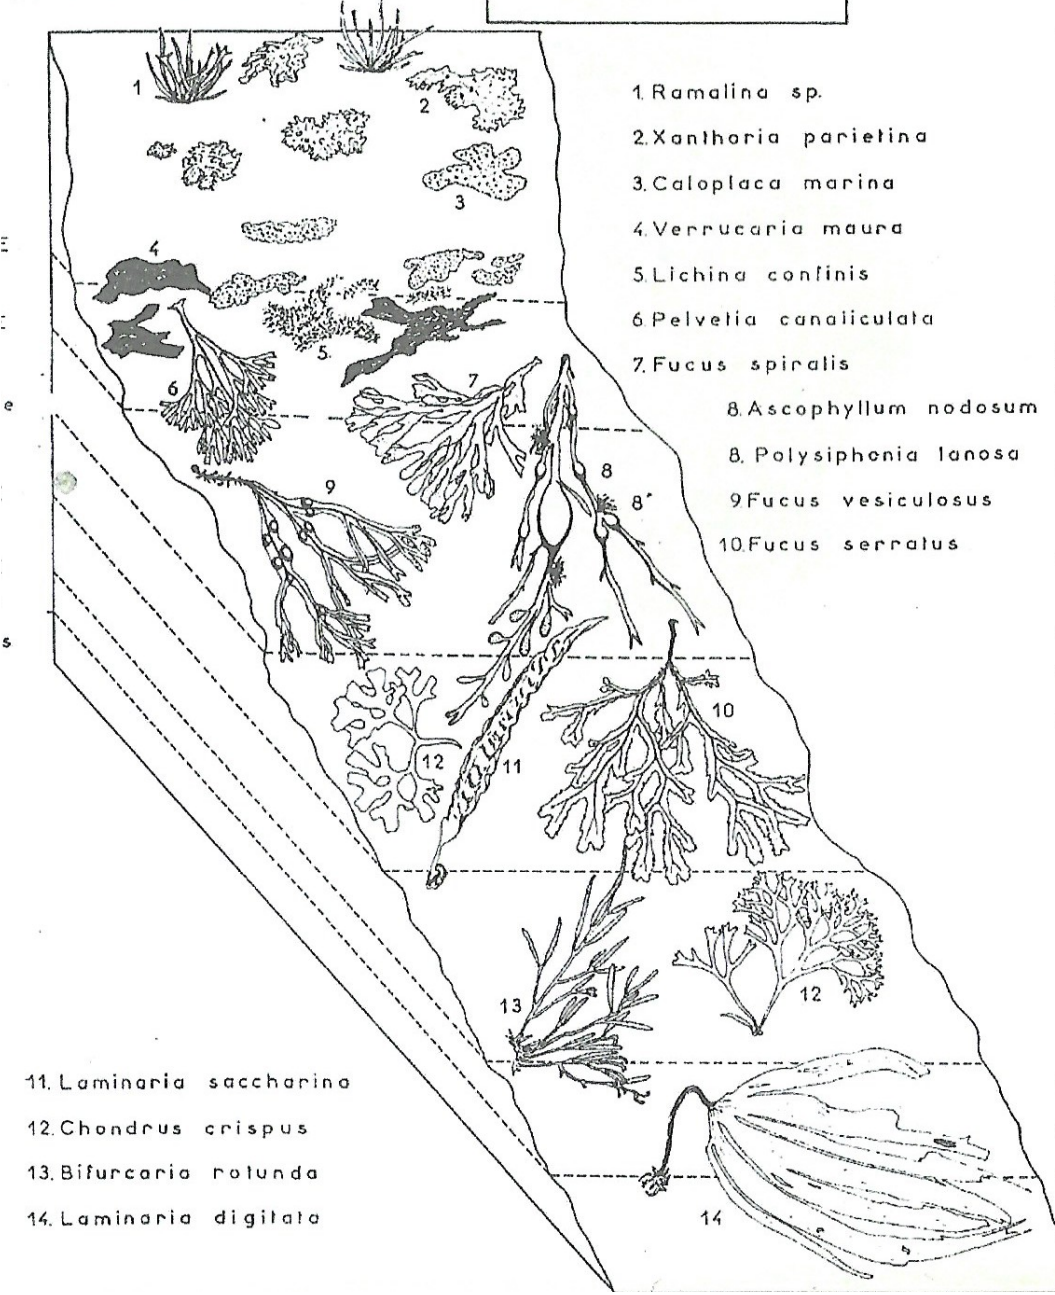 1. Ramalina sp.
2. Xanthoria parietina
3. Caloplaca marina
4. Verrucaria maura
5. Lichina confinis
6. Pelvetia canaliculata
7. Fucus spiralis
8. Ascophyllum nodosum
8. Polysiphonia lanosa
9. Fucus vesiculosus
10. Fucus serratus
1
2
3
4
5.
6
7
8
8"
9
10
12
11
13
12
14
E
E
e
s
11. Laminaria saccharina
12. Chondrus crispus
13. Bifurcaria rotunda
14. Laminaria digitata